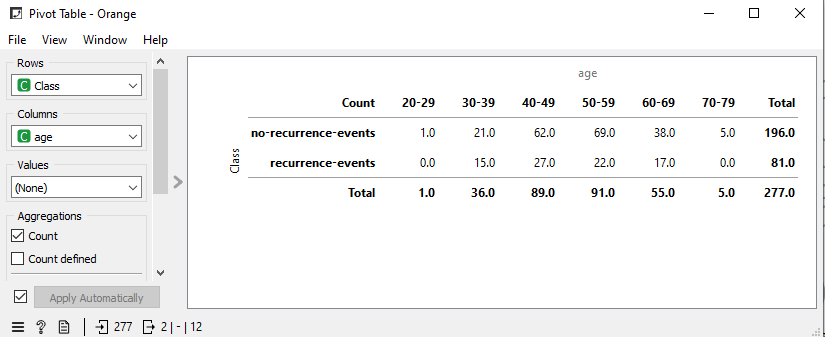 Pivot Table - Orange
File View Window Help
Rows
C Class
Columns
C age
Values
(None)
Aggregations
Count
Count defined
Apply Automatically
? 277 2 | - | 12
age
Class
Count 20-29 30-39 40-49 50-59 60-69 70-79 Total
no-recurrence-events 1.0 21.0 62.0 69.0 38.0 5.0 196.0
recurrence-events 0.0 15.0 27.0 22.0 17.0 0.0 81.0
Total 1.0 36.0 89.0 91.0 55.0 5.0 277.0